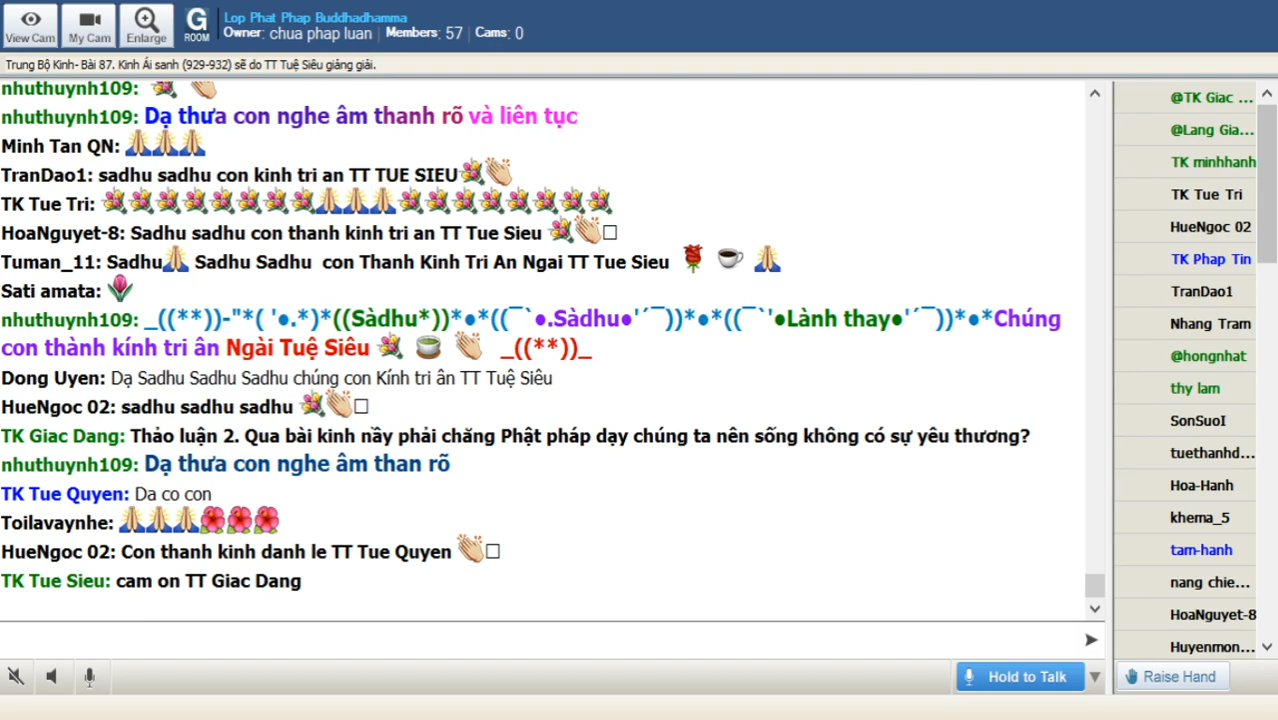 View Cam
My Cam
Enlarge
G
ROOM
Lop Phat Phap Buddhadhamma
Owner: chua phap luan | Members: 57 | Cams: 0
Trung Bộ Kinh- Bài 87. Kinh Ái sanh (929-932) sẽ do TT Tuệ Siêu giảng giải.
nhuthuynh109:
nhuthuynh109: Dạ thưa con nghe âm thanh rõ và liên tục
Minh Tan QN:
TranDao1: sadhu sadhu con kinh tri an TT TUE SIEU
TK Tue Tri:
HoaNguyet-8: Sadhu sadhu con thanh kinh tri an TT Tue Sieu
Tuman_11: Sadhu Sadhu Sadhu con Thanh Kinh Tri An Ngai TT Tue Sieu
Sati amata:
nhuthuynh109: _((**))-"*( '●.*)*((Sàdhu*))*●*((¯`●.Sàdhu●'´¯))*●*((¯`'●Lành thay●'´¯))*●*Chúng
con thành kính tri ân Ngài Tuệ Siêu _((**))_
Dong Uyen: Dạ Sadhu Sadhu Sadhu chúng con Kính tri ân TT Tuệ Siêu
HueNgoc 02: sadhu sadhu sadhu
TK Giac Dang: Thảo luận 2. Qua bài kinh nầy phải chăng Phật pháp dạy chúng ta nên sống không có sự yêu thương?
nhuthuynh109: Dạ thưa con nghe âm than rõ
TK Tue Quyen: Da co con
Toilavaynhe:
HueNgoc 02: Con thanh kinh danh le TT Tue Quyen
TK Tue Sieu: cam on TT Giac Dang
@TK Giac ...
@Lang Gia...
TK minhhanh
TK Tue Tri
HueNgoc 02
TK Phap Tin
TranDao1
Nhang Tram
@hongnhat
thy lam
SonSuoI
tuethanhd...
Hoa-Hanh
khema_5
tam-hanh
nang chie...
HoaNguyet-8
Huyenmon...
Hold to Talk
Raise Hand